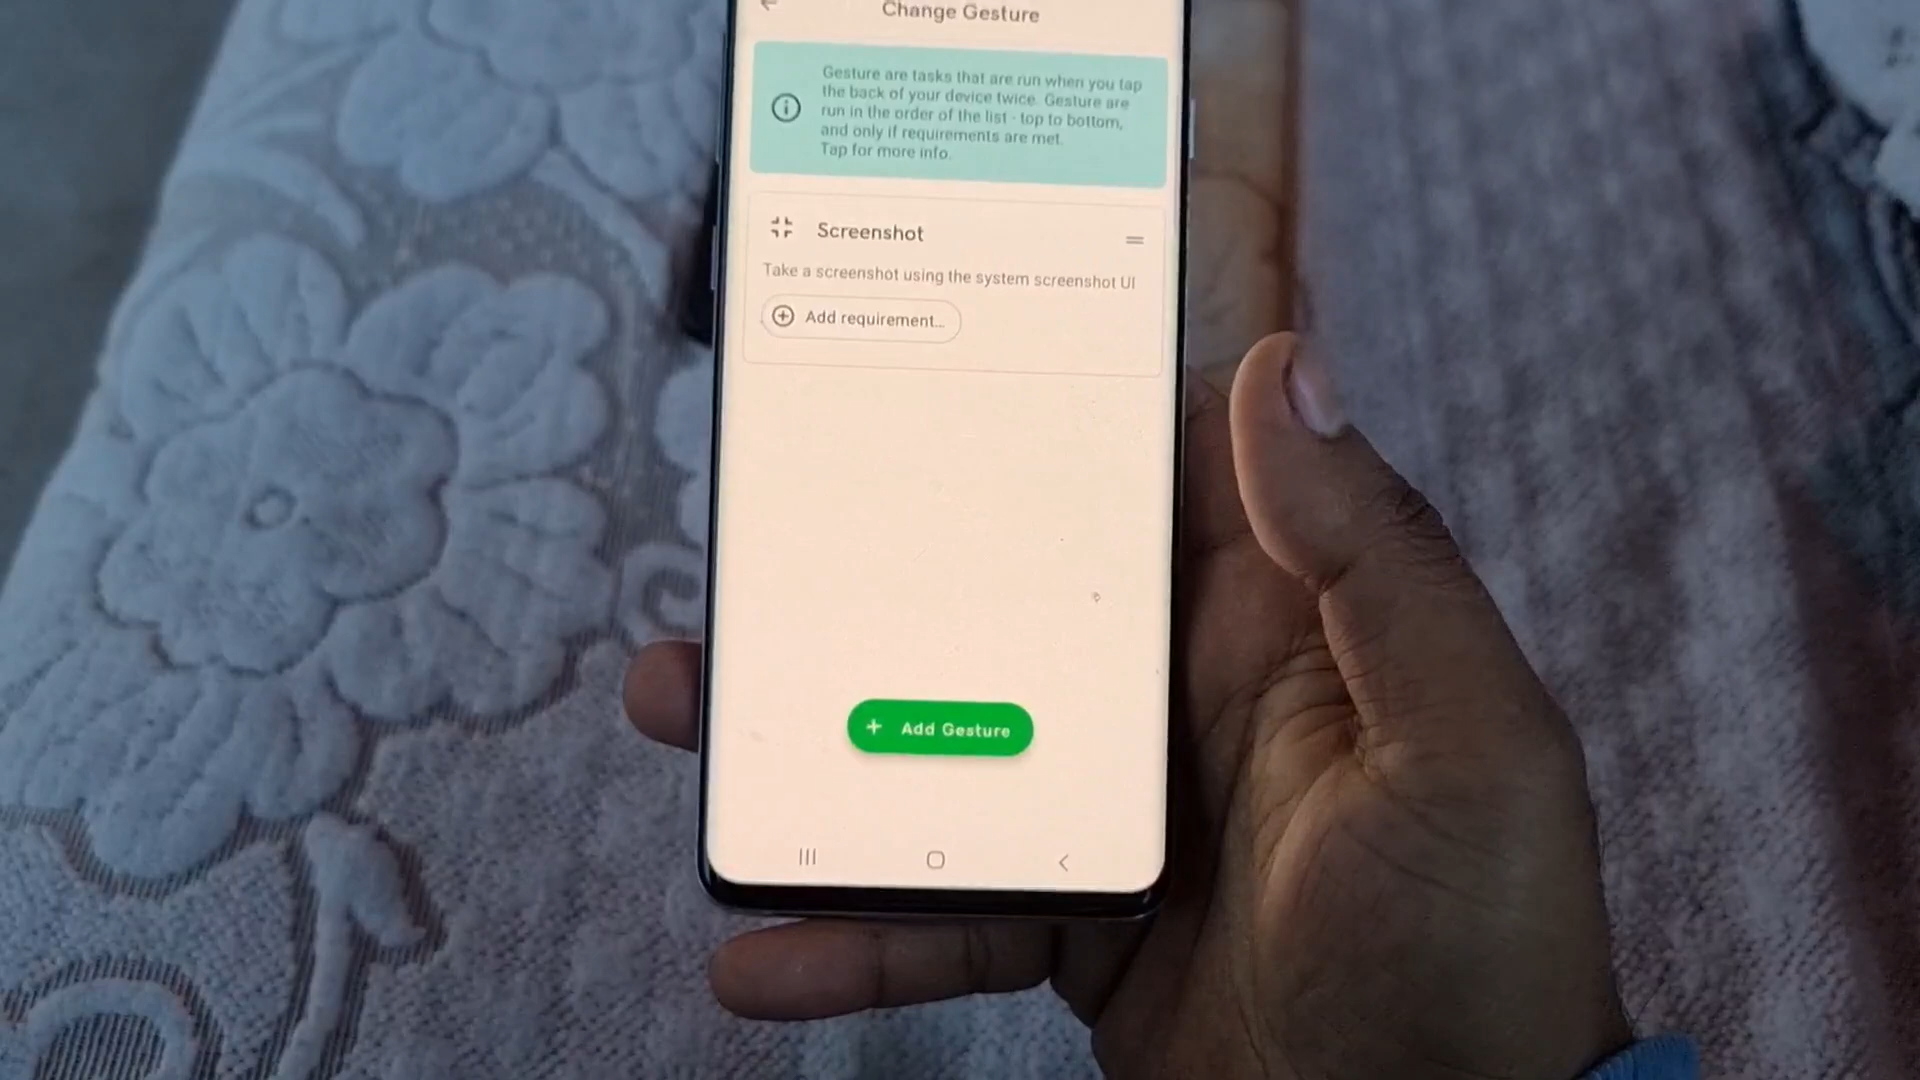 Change Gesture
Gesture are tasks that are run when you tap
the back of your device twice. Gesture are
run in the order of the list - top to bottom,
and only if requirements are met.
Tap for more info.
Screenshot
Take a screenshot using the system screenshot UI
Add requirement...
+ Add Gesture